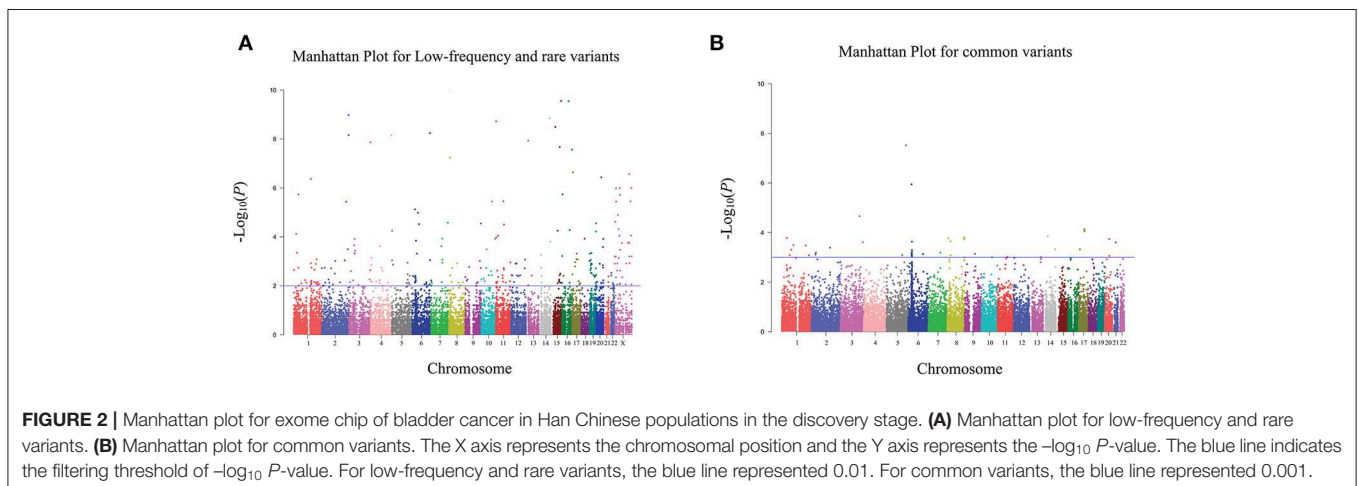 A
Manhattan Plot for Low-frequency and rare variants
10
8
6
4
2
0
-Log10(P)
1 2 3 4 5 6 7 8 9 10 11 12 13 14 15 16 17 18 19 20 21 22 X
Chromosome
B
Manhattan Plot for common variants
10
8
6
4
2
0
-Log10(P)
1 2 3 4 5 6 7 8 9 10 11 12 13 14 15 16 17 18 19 20 21 22
Chromosome
FIGURE 2 | Manhattan plot for exome chip of bladder cancer in Han Chinese populations in the discovery stage. (A) Manhattan plot for low-frequency and rare
variants. (B) Manhattan plot for common variants. The X axis represents the chromosomal position and the Y axis represents the –log10 P-value. The blue line indicates
the filtering threshold of –log10 P-value. For low-frequency and rare variants, the blue line represented 0.01. For common variants, the blue line represented 0.001.